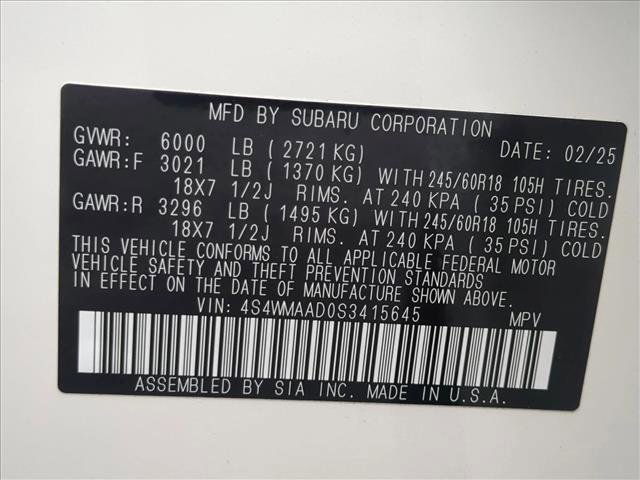 MFD BY SUBARU CORPORATION
GVWR: 6000 LB ( 2721 KG) DATE: 02/25
GAWR:F 3021 LB ( 1370 KG) WITH 245/60R18 105H TIRES.
18X7 1/2J RIMS. AT 240 KPA ( 35 PSI) COLD
GAWR:R 3296 LB ( 1495 KG) WITH 245/60R18 105H TIRES.
18X7 1/2J RIMS. AT 240 KPA ( 35 PSI) COLD
THIS VEHICLE CONFORMS TO ALL APPLICABLE FEDERAL MOTOR
VEHICLE SAFETY AND THEFT PREVENTION STANDARDS IN EFFECT
ON THE DATE OF MANUFACTURE SHOWN ABOVE.
VIN: 4S4WMAAD0S3415645 MPV
ASSEMBLED BY SIA INC. MADE IN U.S.A.